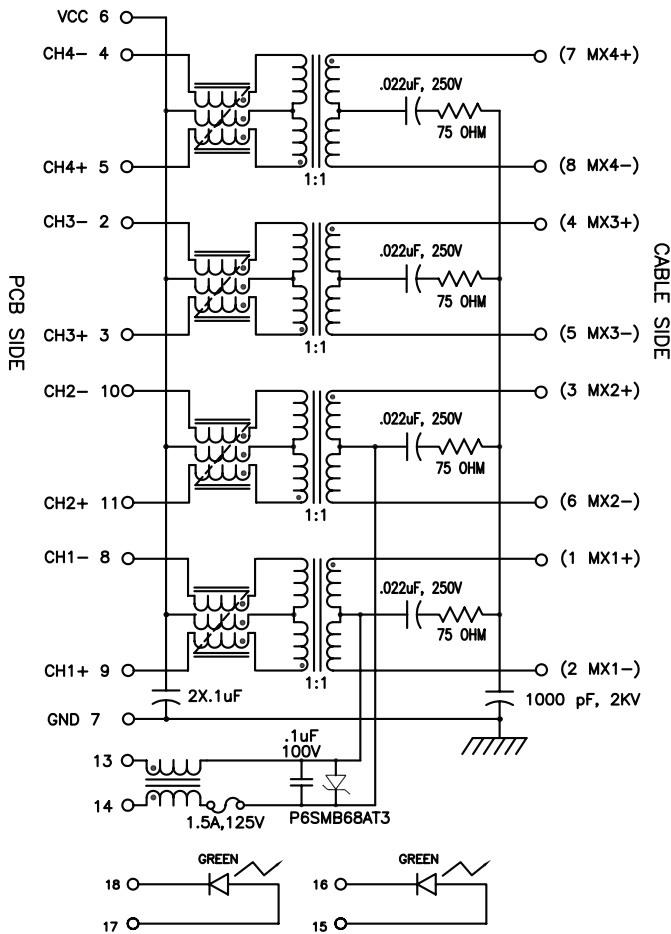 VCC 6
CH4- 4
(7 MX4+)
.022uF, 250V
75 OHM
CH4+ 5
(8 MX4-)
1:1
CH3- 2
(4 MX3+)
.022uF, 250V
75 OHM
CH3+ 3
(5 MX3-)
1:1
PCB SIDE
CABLE SIDE
CH2- 10
(3 MX2+)
.022uF, 250V
75 OHM
CH2+ 11
(6 MX2-)
1:1
CH1- 8
(1 MX1+)
.022uF, 250V
75 OHM
CH1+ 9
(2 MX1-)
1:1
2X.1uF
1000 pF, 2KV
GND 7
.1uF
100V
13
14
1.5A,125V
P6SMB68AT3
GREEN
18
17
GREEN
16
15